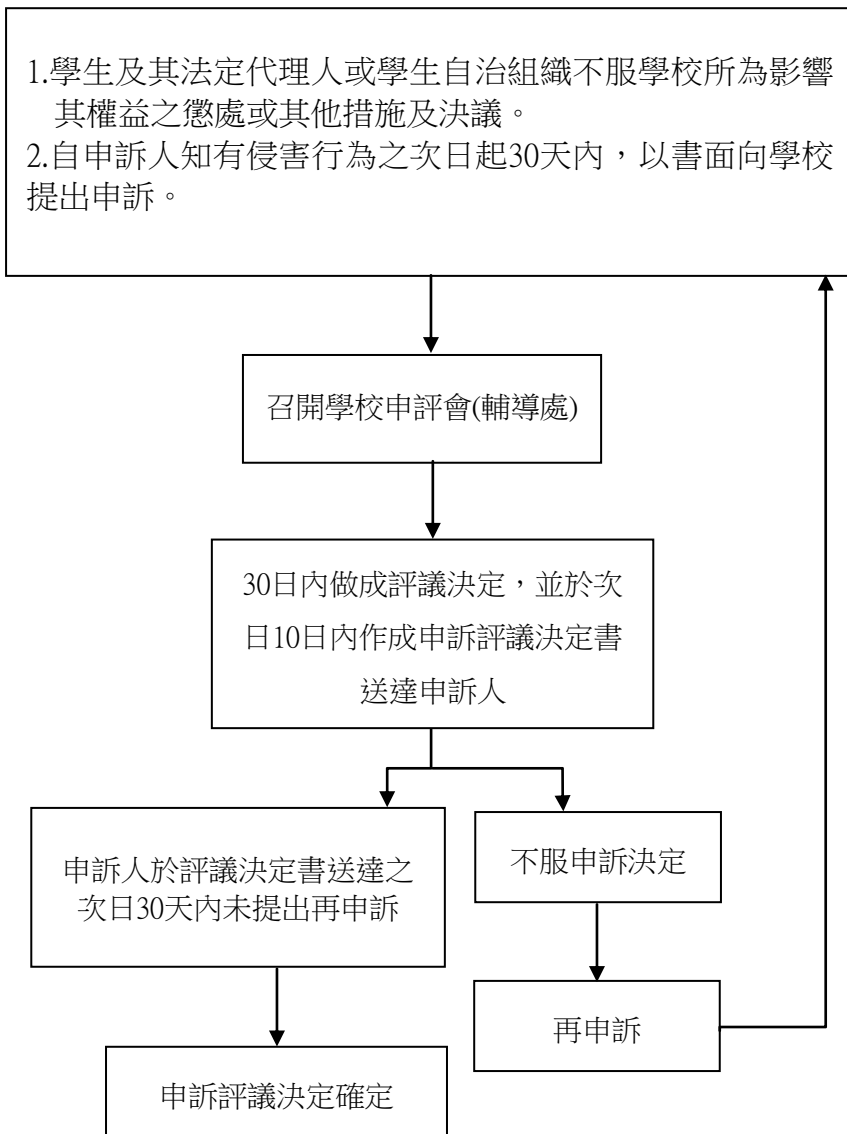 1.學生及其法定代理人或學生自治組織不服學校所為影響
其權益之懲處或其他措施及決議。
2.自申訴人知有侵害行為之次日起30天內，以書面向學校
提出申訴。
召開學校申評會(輔導處)
30日內做成評議決定，並於次
日10日內作成申訴評議決定書
送達申訴人
申訴人於評議決定書送達之
次日30天內未提出再申訴
不服申訴決定
再申訴
申訴評議決定確定